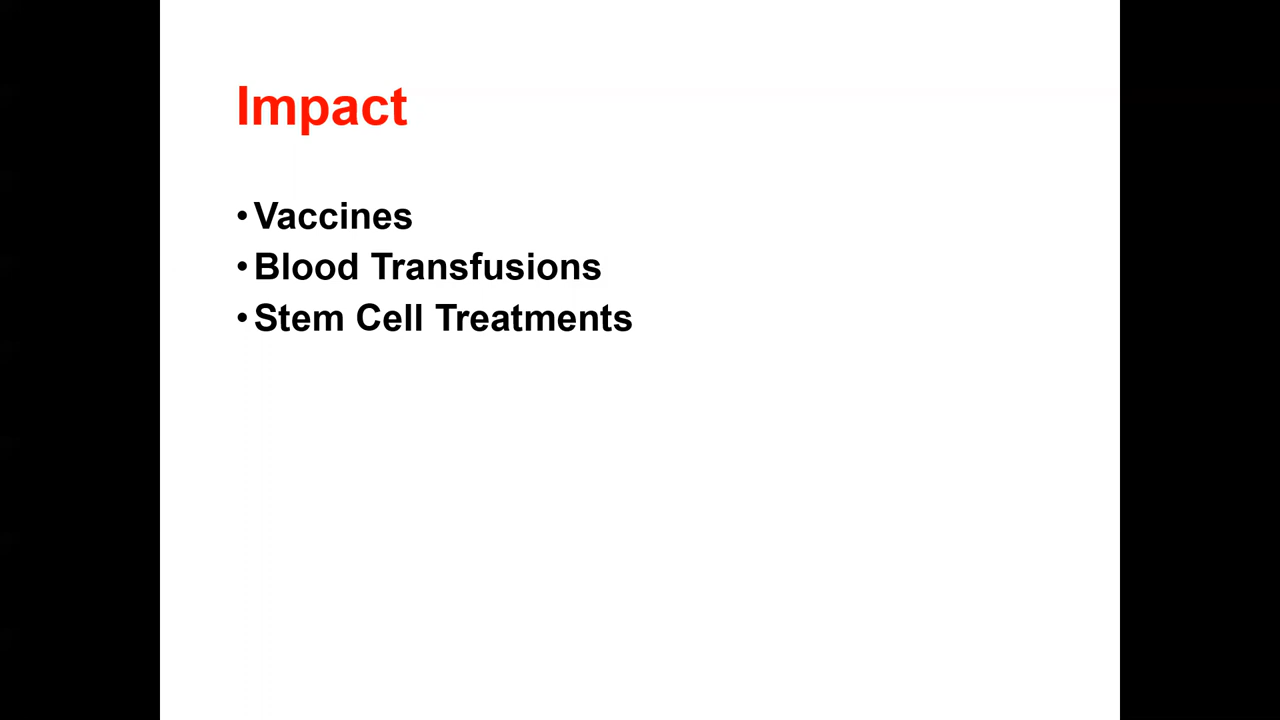 Impact
• Vaccines
• Blood Transfusions
• Stem Cell Treatments